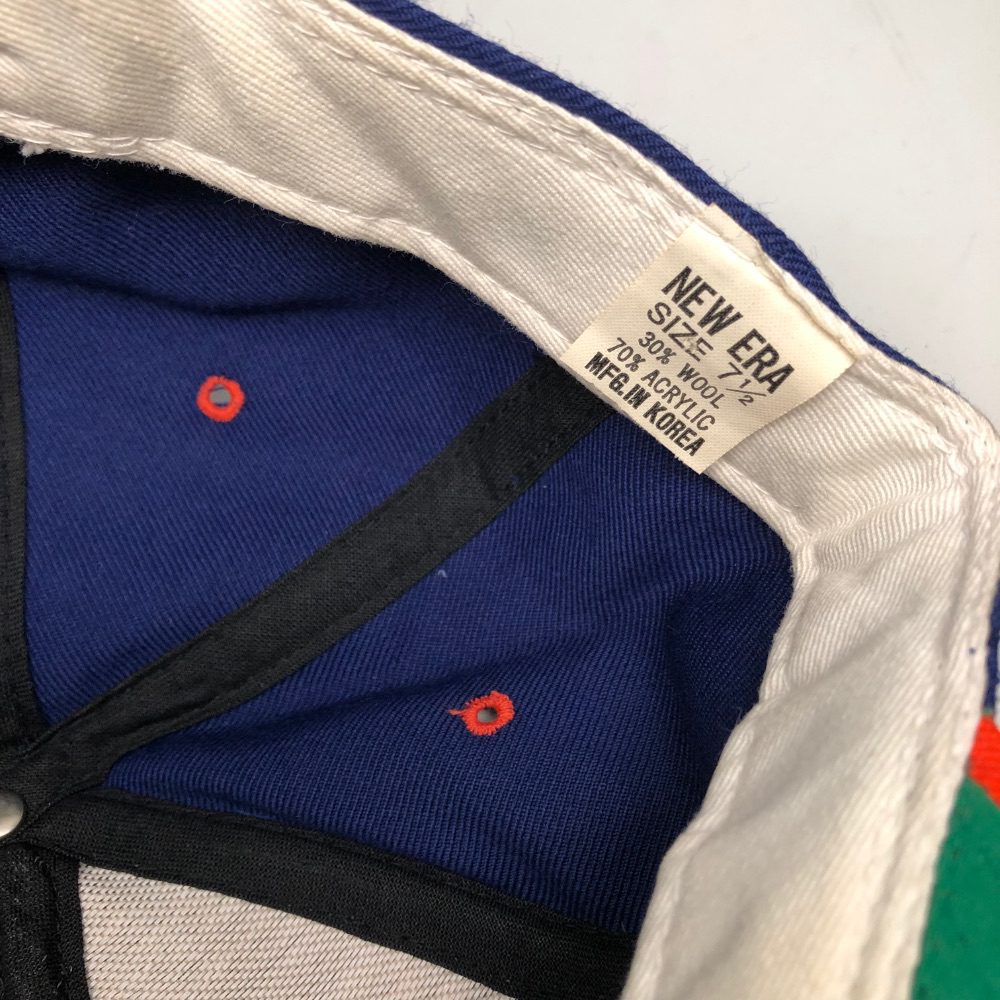 NEW ERA
SIZE 7 1/2
30% WOOL
70% ACRYLIC
MFG.IN KOREA